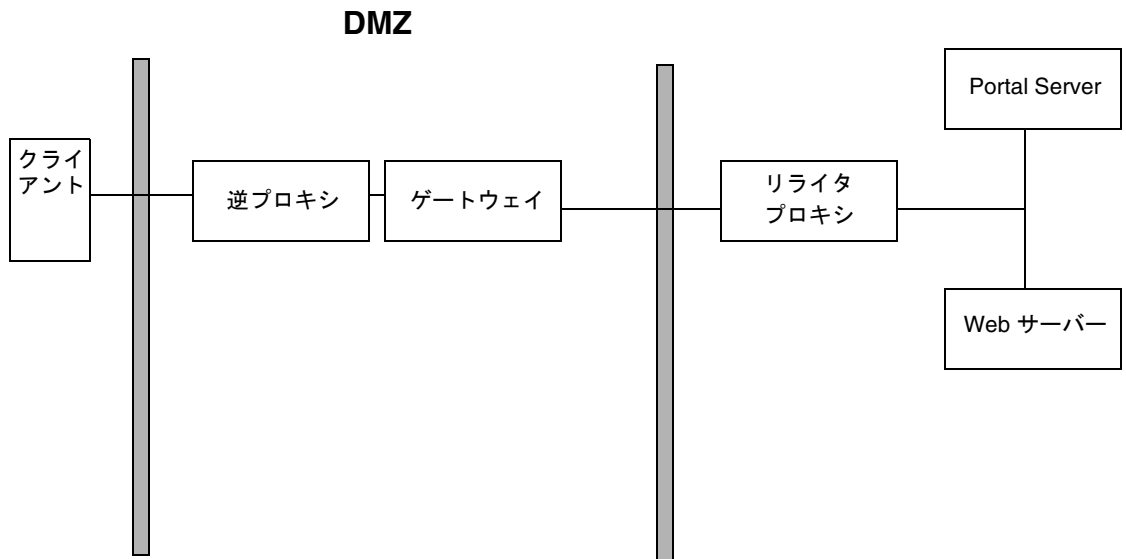 DMZ
Portal Server
クライ
アント
逆プロキシ
ゲートウェイ
リライタ
プロキシ
Web サーバー